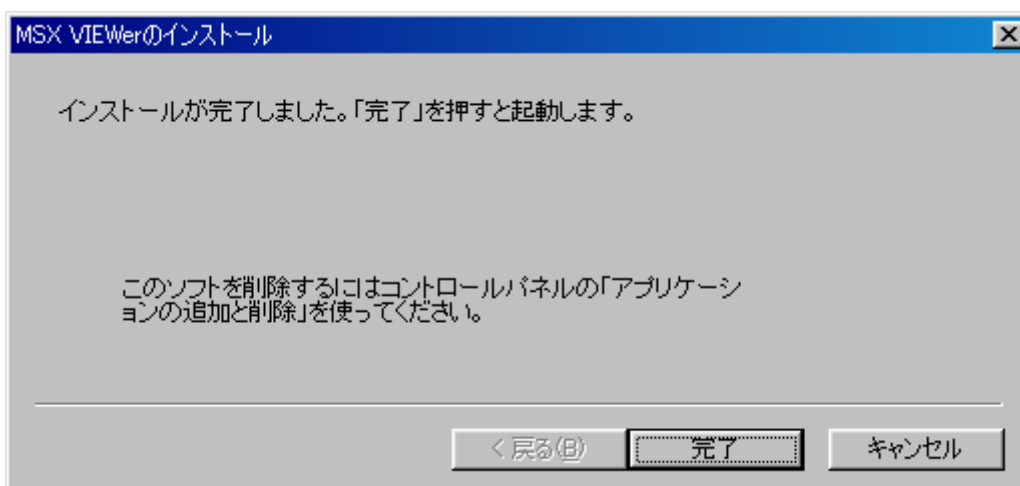 MSX VIEWerのインストール
インストールが完了しました。「完了」を押すと起動します。
このソフトを削除するにはコントロールパネルの「アプリケーシ
ョンの追加と削除」を使ってください。
< 戻る(B) 完了 キャンセル